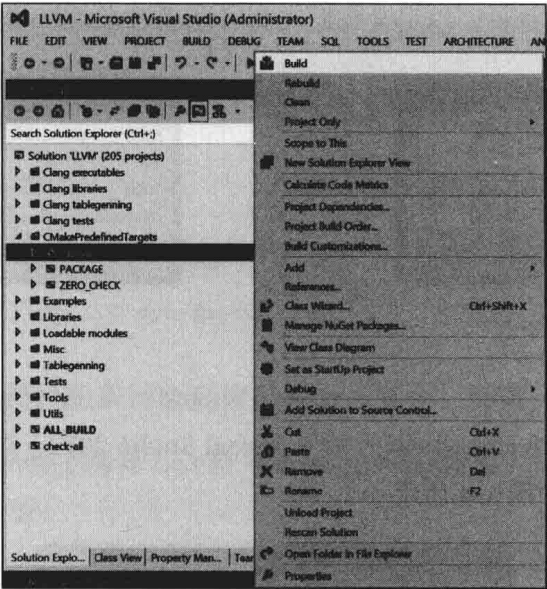 LLVM - Microsoft Visual Studio (Administrator)
FILE EDIT VIEW PROJECT BUILD DEBUG TEAM SQL TOOLS TEST ARCHITECTURE AN
Search Solution Explorer (Ctrl+;)
Solution 'LLVM' (205 projects)
Clang executables
Clang libraries
Clang tablegenning
Clang tests
CMakePredefinedTargets
PACKAGE
ZERO_CHECK
Examples
Libraries
Loadable modules
Misc
Tablegenning
Tests
Tools
Utils
ALL_BUILD
check-all
Solution Explo... Class View Property Man... Tear
Build
Rebuild
Clean
Project Only
Scope to This
New Solution Explorer View
Calculate Code Metrics
Project Dependencies...
Project Build Order...
Build Customizations...
Add
References...
Class Wizard... Ctrl+Shift+X
Manage NuGet Packages...
View Class Diagram
Set as StartUp Project
Debug
Add Solution to Source Control...
Cut Ctrl+X
Paste Ctrl+V
Remove Del
Rename F2
Unload Project
Rescan Solution
Open Folder in File Explorer
Properties